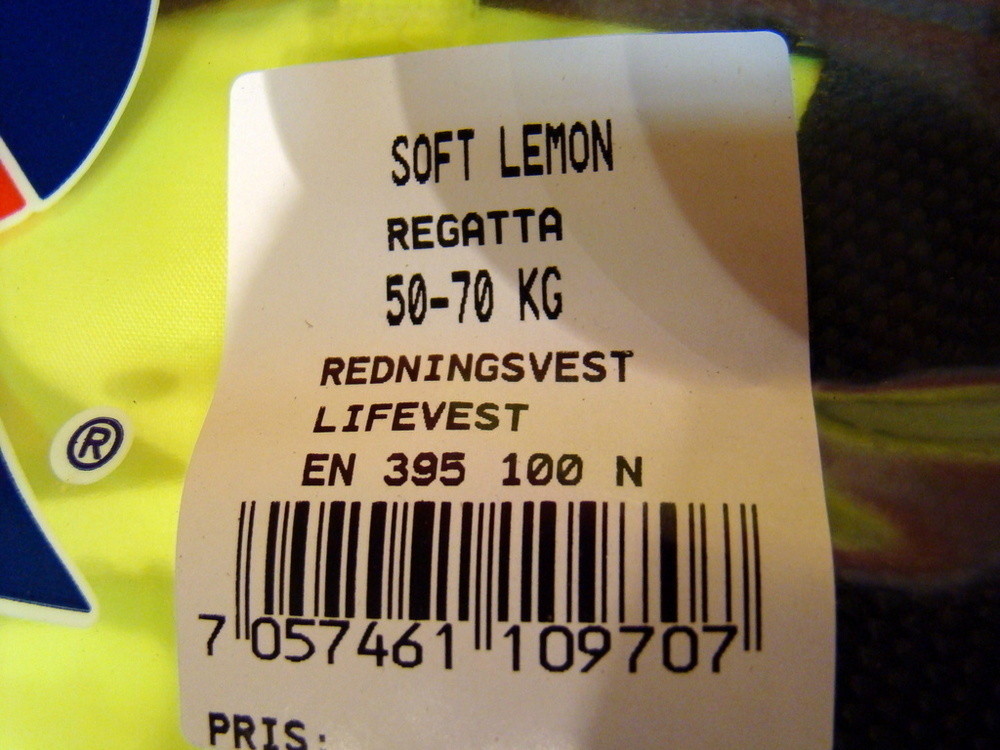 SOFT LEMON
REGATTA
50-70 KG
REDNINGSVEST
LIFEVEST
EN 395 100 N
7 057461 109707
PRIS:
®